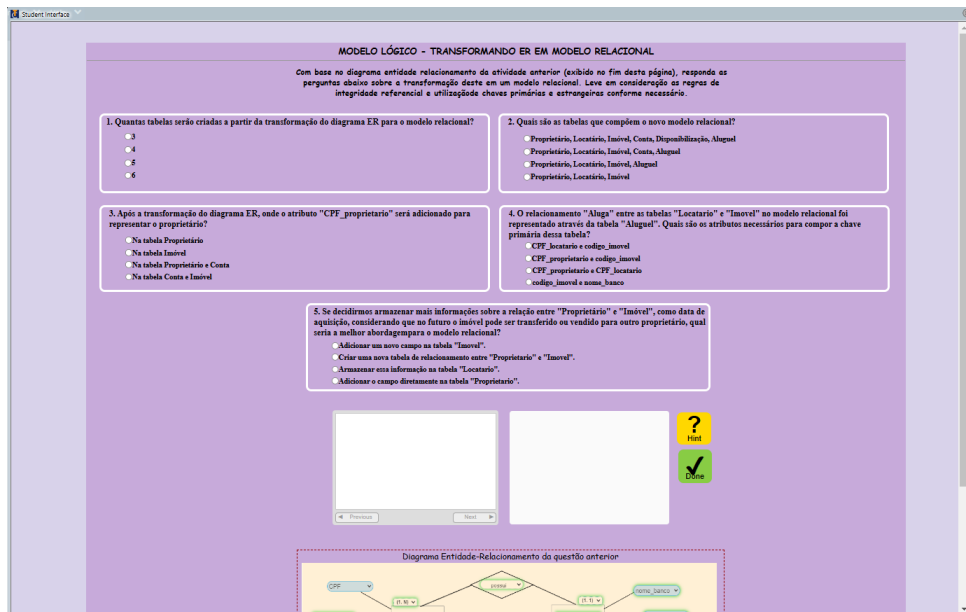 Student Interface
MODELO LÓGICO - TRANSFORMANDO ER EM MODELO RELACIONAL
Com base no diagrama entidade relacionamento da atividade anterior (exibido no fim desta página), responda as
perguntas abaixo sobre a transformação deste em um modelo relacional. Leve em consideração as regras de
integridade referencial e utilizaçãode chaves primárias e estrangeiras conforme necessário.
1. Quantas tabelas serão criadas a partir da transformação do diagrama ER para o modelo relacional?
3
4
5
6
2. Quais são as tabelas que compõem o novo modelo relacional?
Proprietário, Locatário, Imóvel, Conta, Disponibilização, Aluguel
Proprietário, Locatário, Imóvel, Conta, Aluguel
Proprietário, Locatário, Imóvel, Aluguel
Proprietário, Locatário, Imóvel
3. Após a transformação do diagrama ER, onde o atributo "CPF_proprietario" será adicionado para
representar o proprietário?
Na tabela Proprietário
Na tabela Imóvel
Na tabela Proprietário e Conta
Na tabela Conta e Imóvel
4. O relacionamento "Aluga" entre as tabelas "Locatario" e "Imovel" no modelo relacional foi
representado através da tabela "Aluguel". Quais são os atributos necessários para compor a chave
primária dessa tabela?
CPF_locatario e codigo_imovel
CPF_proprietario e codigo_imovel
CPF_proprietario e CPF_locatario
codigo_imovel e nome_banco
5. Se decidirmos armazenar mais informações sobre a relação entre "Proprietário" e "Imóvel", como data de
aquisição, considerando que no futuro o imóvel pode ser transferido ou vendido para outro proprietário, qual
seria a melhor abordagempara o modelo relacional?
Adicionar um novo campo na tabela "Imovel".
Criar uma nova tabela de relacionamento entre "Proprietario" e "Imovel".
Armazenar essa informação na tabela "Locatario".
Adicionar o campo diretamente na tabela "Proprietario".
?
Hint
Done
Previous
Next
Diagrama Entidade-Relacionamento da questão anterior
CPF
possui
nome_banco
(1, N)
(1, 1)